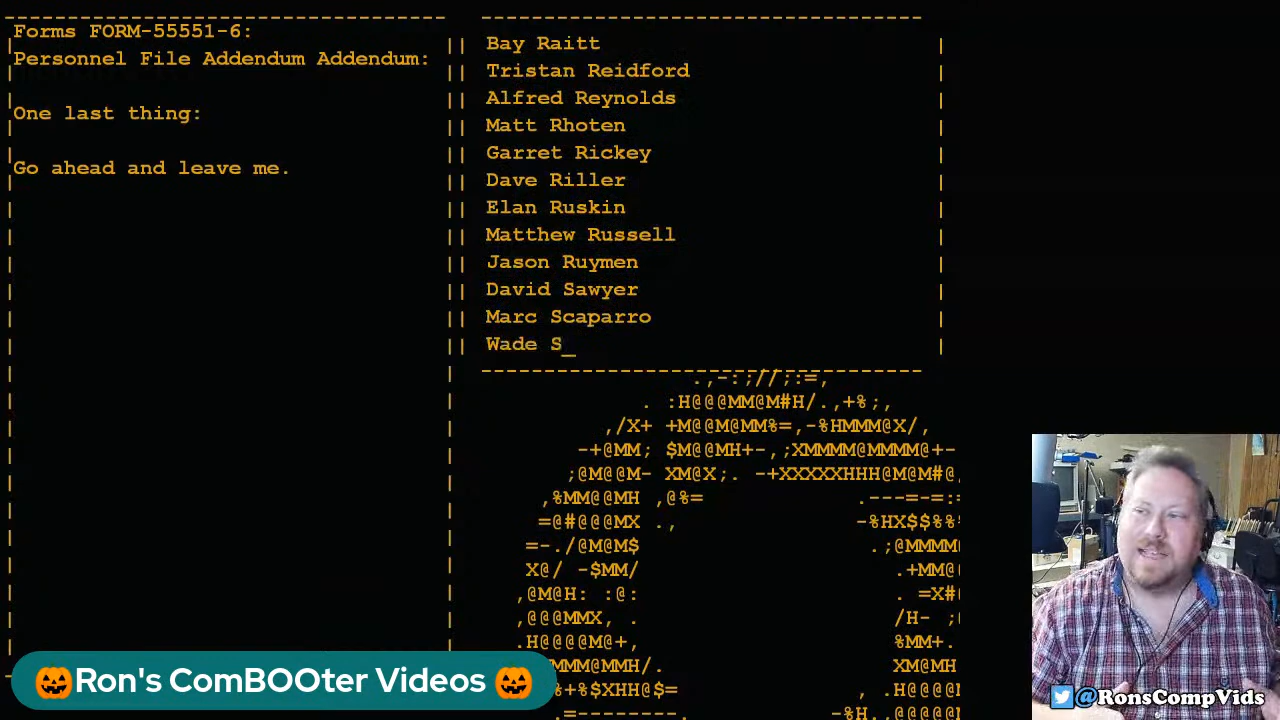 Forms FORM-55551-6:
Personnel File Addendum Addendum:
One last thing:
Go ahead and leave me.
Bay Raitt
Tristan Reidford
Alfred Reynolds
Matt Rhoten
Garret Rickey
Dave Riller
Elan Ruskin
Matthew Russell
Jason Ruymen
David Sawyer
Marc Scaparro
Wade S_
🎃Ron's ComBOOter Videos 🎃
@RonsCompVids